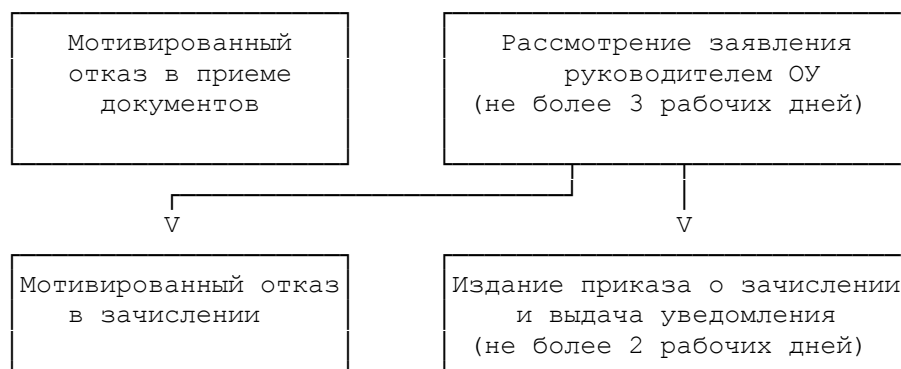 Мотивированный
отказ в приеме
документов
Рассмотрение заявления
руководителем ОУ
(не более 3 рабочих дней)
V
V
Мотивированный отказ
в зачислении
Издание приказа о зачислении
и выдача уведомления
(не более 2 рабочих дней)